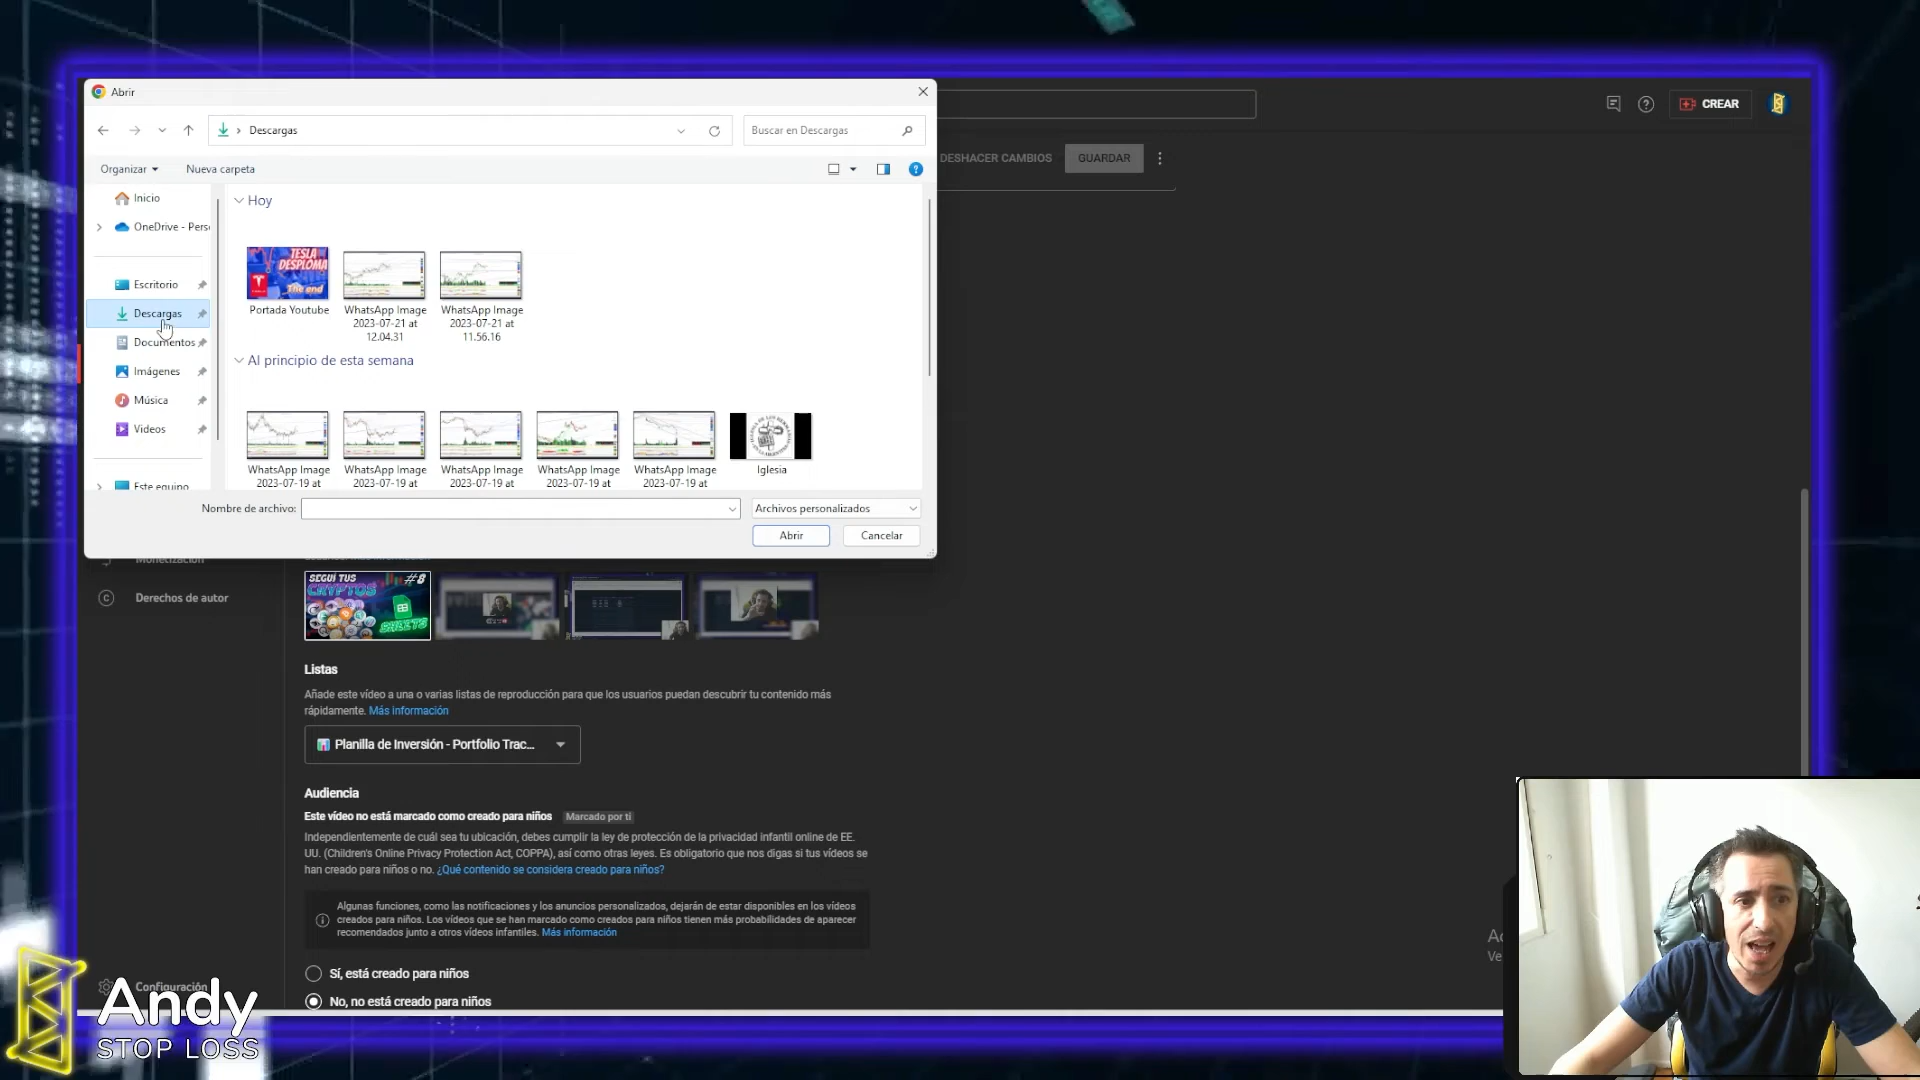 Abrir
Descargas
Buscar en Descargas
CREAR
Organizar
Nueva carpeta
DESHACER CAMBIOS
GUARDAR
Inicio
OneDrive - Pers
Hoy
TESLA
DESPLOMA
The end
Portada Youtube
WhatsApp Image
2023-07-21 at
12.04.31
WhatsApp Image
2023-07-21 at
11.56.16
Escritorio
Descargas
Documentos
Imágenes
Música
Videos
Este equipo
Al principio de esta semana
WhatsApp Image
2023-07-19 at
WhatsApp Image
2023-07-19 at
WhatsApp Image
2023-07-19 at
WhatsApp Image
2023-07-19 at
WhatsApp Image
2023-07-19 at
Iglesia
Nombre de archivo:
Archivos personalizados
Abrir
Cancelar
Monetización
Derechos de autor
SEGUÍ TUS #8
CRYPTOS
SHEETS
Listas
Añade este vídeo a una o varias listas de reproducción para que los usuarios puedan descubrir tu contenido más
rápidamente. Más información
Planilla de Inversión - Portfolio Trac...
Audiencia
Este vídeo no está marcado como creado para niños Marcado por ti
Independientemente de cuál sea tu ubicación, debes cumplir la ley de protección de la privacidad infantil online de EE.
UU. (Children's Online Privacy Protection Act, COPPA), así como otras leyes. Es obligatorio que nos digas si tus vídeos se
han creado para niños o no. ¿Qué contenido se considera creado para niños?
Algunas funciones, como las notificaciones y los anuncios personalizados, dejarán de estar disponibles en los vídeos
creados para niños. Los vídeos que se han marcado como creados para niños tienen más probabilidades de aparecer
recomendados junto a otros vídeos infantiles. Más información
Sí, está creado para niños
No, no está creado para niños
Configuración
Andy
STOP LOSS
Ac
Ve